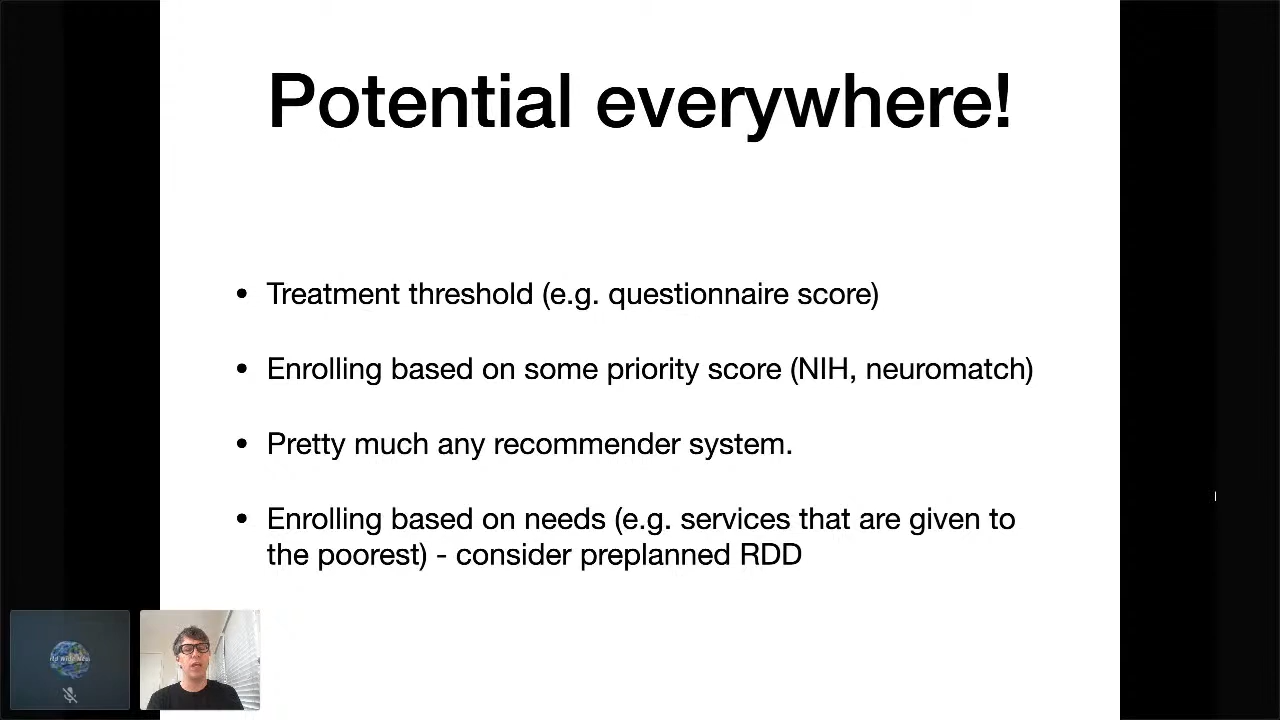 Potential everywhere!
• Treatment threshold (e.g. questionnaire score)
• Enrolling based on some priority score (NIH, neuromatch)
• Pretty much any recommender system.
• Enrolling based on needs (e.g. services that are given to
the poorest) - consider preplanned RDD